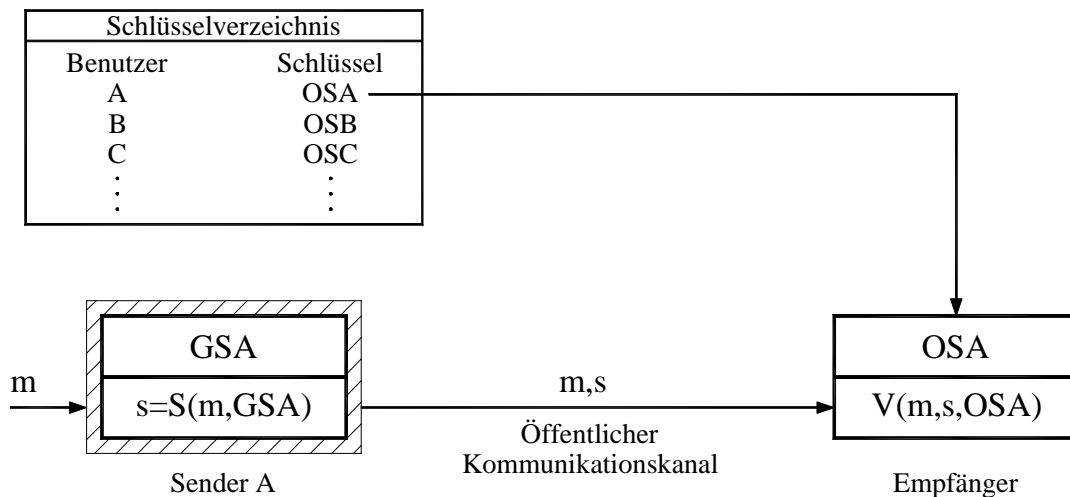 Schlüsselverzeichnis
Benutzer Schlüssel
A OSA
B OSB
C OSC
GSA
m
s=S(m,GSA)
Sender A
m,s
Öffentlicher
Kommunikationskanal
OSA
V(m,s,OSA)
Empfänger